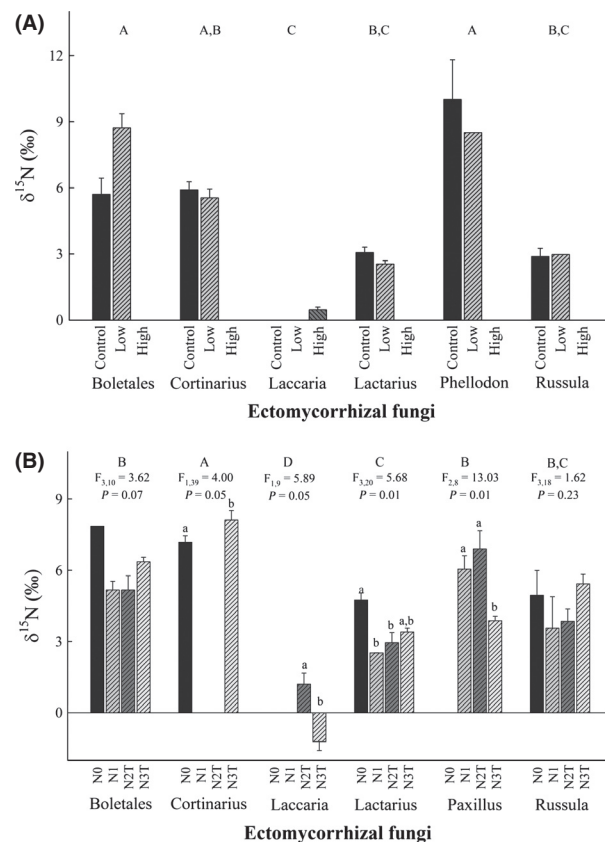 (A)
A A,B C B,C A B,C
12
9
6
3
0
δ15N (‰)
Control Low High Control Low High Control Low High Control Low High Control Low High Control Low High
Boletales Cortinarius Laccaria Lactarius Phellodon Russula
Ectomycorrhizal fungi
(B)
B A D C B B,C
F3,10 = 3.62 F1,39 = 4.00 F1,9 = 5.89 F3,20 = 5.68 F2,8 = 13.03 F3,18 = 1.62
P = 0.07 P = 0.05 P = 0.05 P = 0.01 P = 0.01 P = 0.23
9
6
3
0
δ15N (‰)
a b a b a b b a,b a a b
N0 N1 N2T N3T N0 N1 N2T N3T N0 N1 N2T N3T N0 N1 N2T N3T N0 N1 N2T N3T N0 N1 N2T N3T
Boletales Cortinarius Laccaria Lactarius Paxillus Russula
Ectomycorrhizal fungi